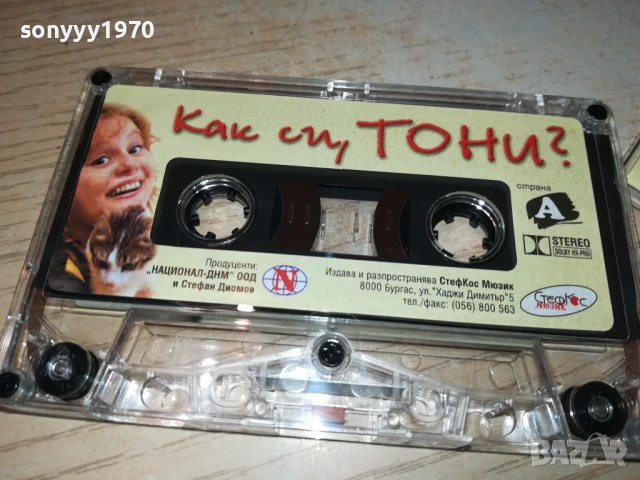 sonyyy1970
Как си, ТОНИ?
страна
A
STEREO
DOLBY HX-PRO
Продуценти:
„НАЦИОНАЛ-ДНМ" ООД
и Стефан Диомов
N
Издава и разпространява СтефКос Мюзик
8000 Бургас, ул."Хаджи Димитър"5
тел./факс: (056) 800 563
СтефКос
МЮЗИК
BAZAR